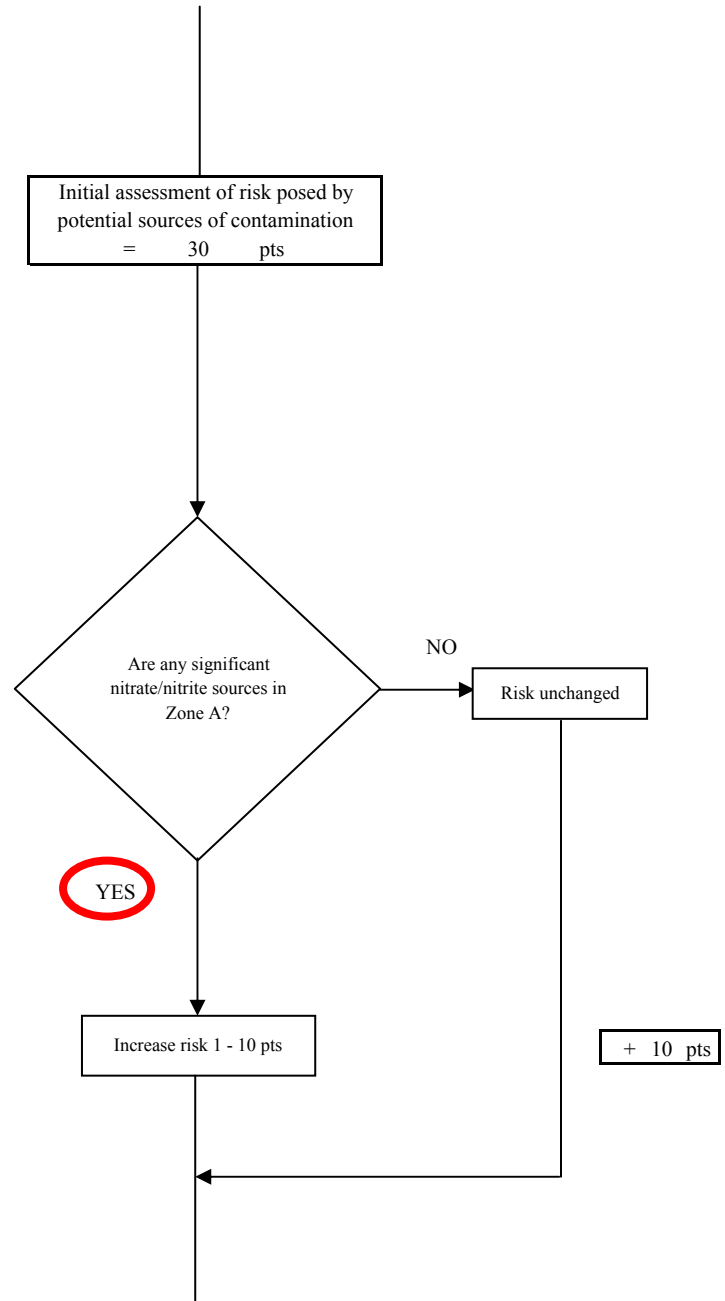 Initial assessment of risk posed by
potential sources of contamination
= 30 pts
Are any significant
nitrate/nitrite sources in
Zone A?
NO
Risk unchanged
YES
Increase risk 1 - 10 pts
+ 10 pts